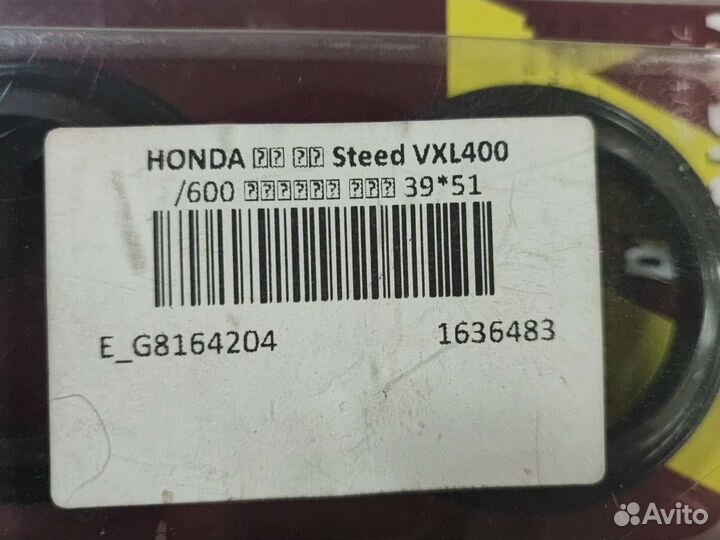 HONDA ⍰⍰ ⍰⍰ Steed VXL400
/600 ⍰⍰⍰⍰⍰⍰⍰ ⍰⍰⍰ 39*51
E_G8164204 1636483
D
Avito